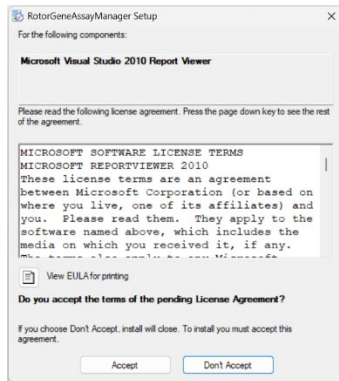 RotorGeneAssayManager Setup
For the following components:
Microsoft Visual Studio 2010 Report Viewer
Please read the following license agreement. Press the page down key to see the rest
of the agreement.
MICROSOFT SOFTWARE LICENSE TERMS
MICROSOFT REPORTVIEWER 2010
These license terms are an agreement
between Microsoft Corporation (or based on
where you live, one of its affiliates) and
you. Please read them. They apply to the
software named above, which includes the
media on which you received it, if any.
View EULA for printing
Do you accept the terms of the pending License Agreement?
If you choose Don't Accept, install will close. To install you must accept this
agreement.
Accept
Don't Accept